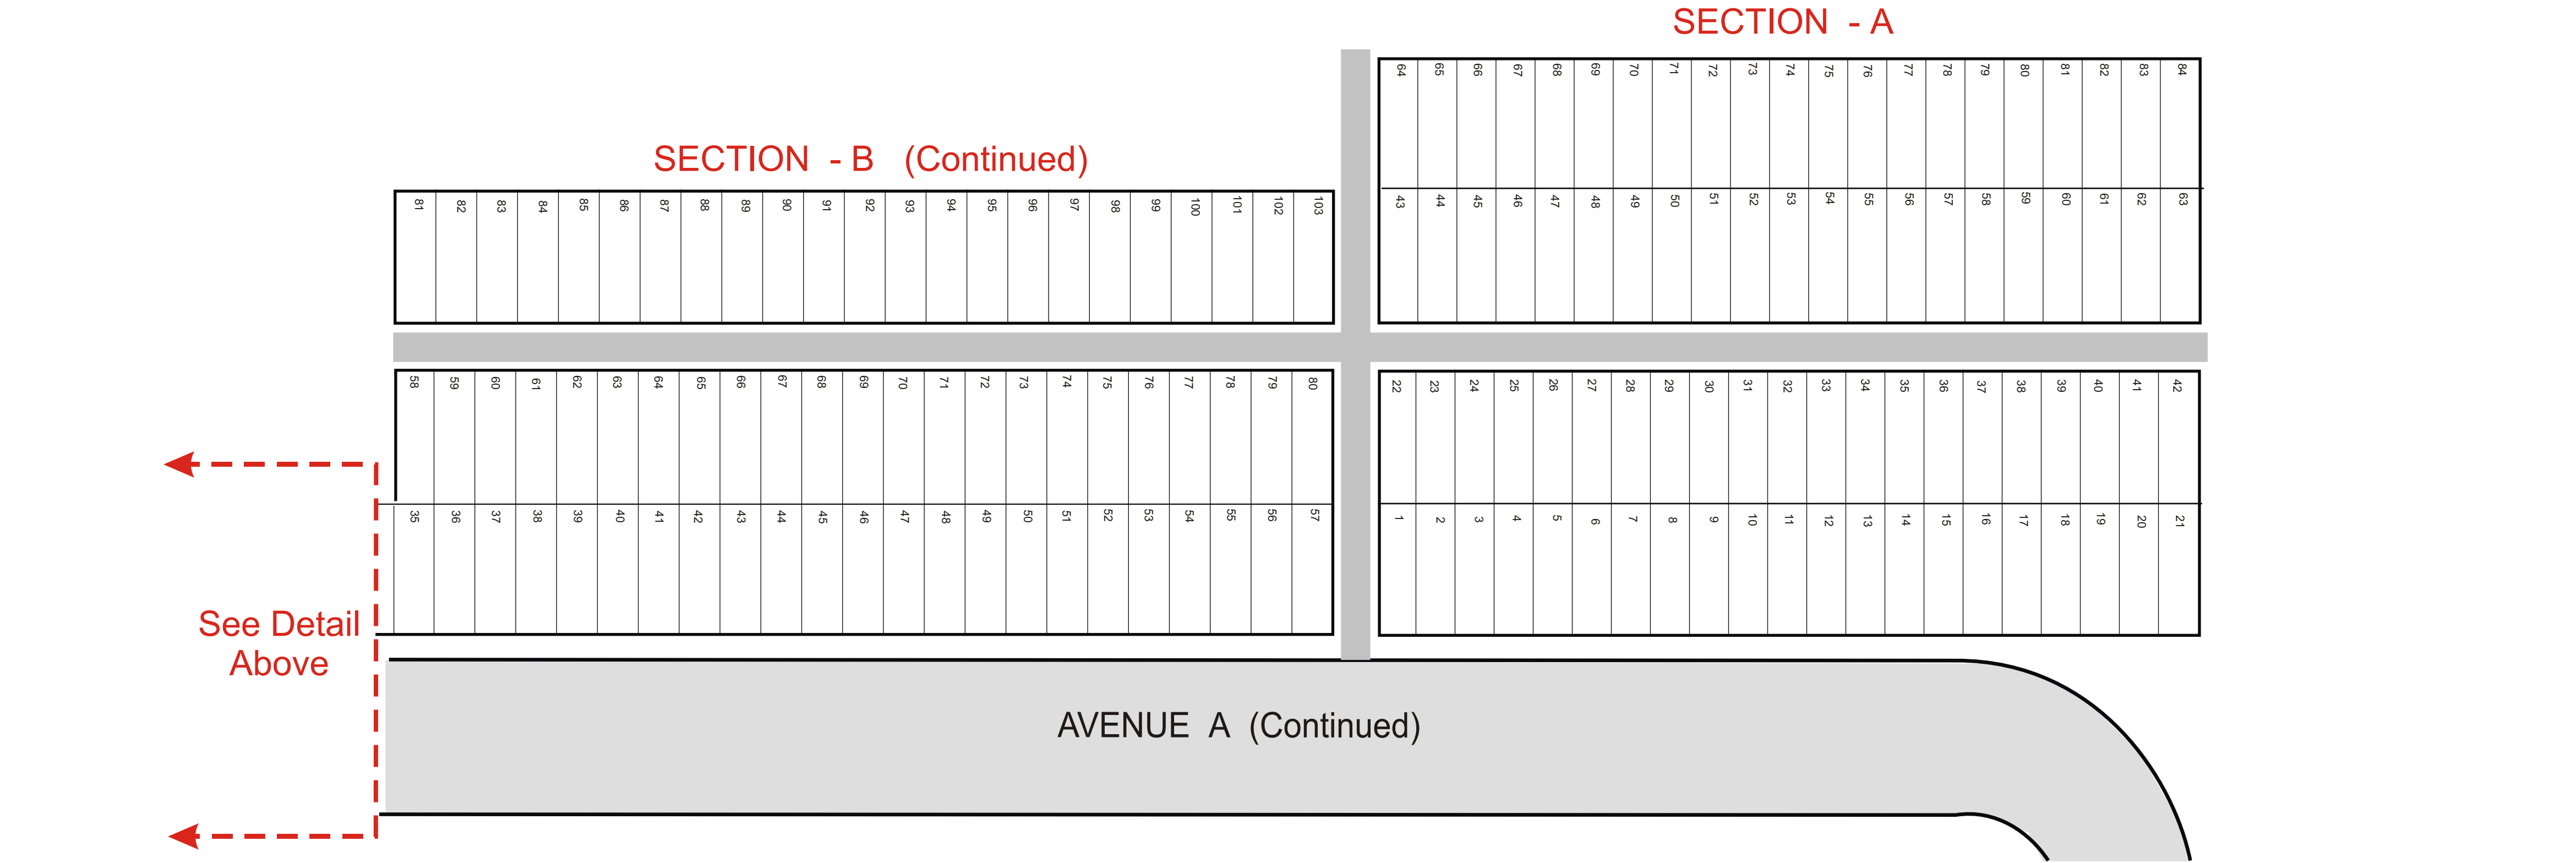 SECTION - A
64 65 66 67 68 69 70 71 72 73 74 75 76 77 78 79 80 81 82 83 84
SECTION - B (Continued)
81 82 83 84 85 86 87 88 89 90 91 92 93 94 95 96 97 98 99 100 101 102 103
43 44 45 46 47 48 49 50 51 52 53 54 55 56 57 58 59 60 61 62 63
58 59 60 61 62 63 64 65 66 67 68 69 70 71 72 73 74 75 76 77 78 79 80
22 23 24 25 26 27 28 29 30 31 32 33 34 35 36 37 38 39 40 41 42
35 36 37 38 39 40 41 42 43 44 45 46 47 48 49 50 51 52 53 54 55 56 57
1 2 3 4 5 6 7 8 9 10 11 12 13 14 15 16 17 18 19 20 21
See Detail
Above
AVENUE A (Continued)